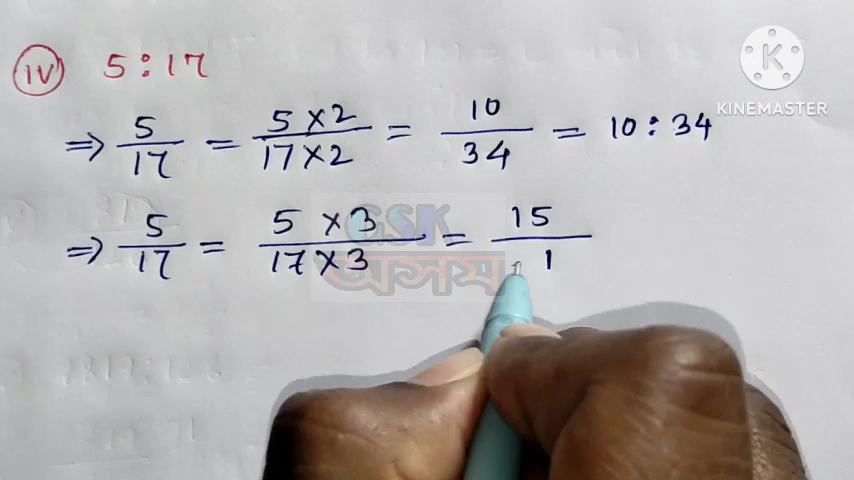 iv 5 : 17
⇒ 5/17 = 5 × 2/17 × 2 = 10/34 = 10 : 34
⇒ 5/17 = 5 × 3/17 × 3 = 15/1
KINEMASTER
GSK
অসম